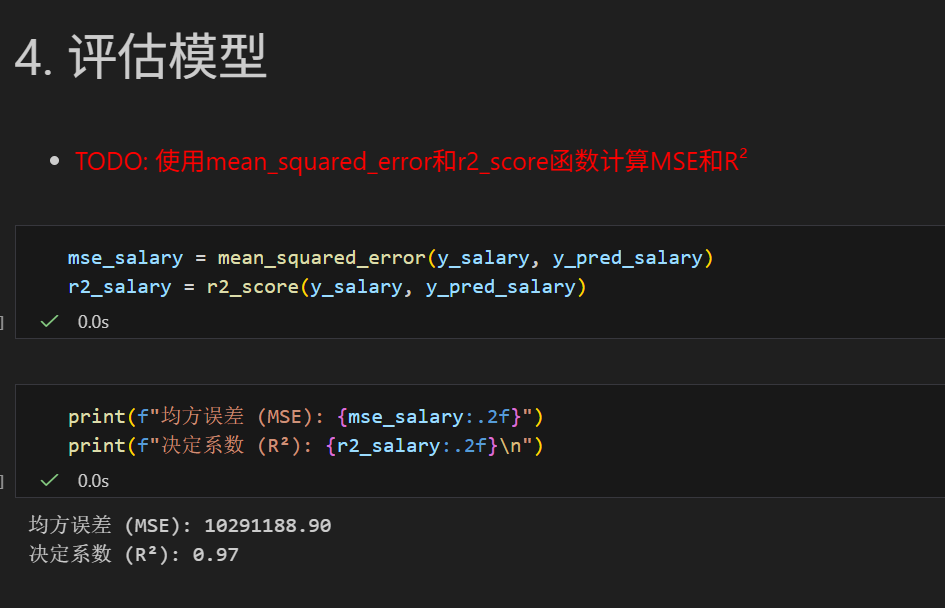 4. 评估模型
• TODO: 使用mean_squared_error和r2_score函数计算MSE和R²
mse_salary = mean_squared_error(y_salary, y_pred_salary)
r2_salary = r2_score(y_salary, y_pred_salary)
] ✓ 0.0s
print(f"均方误差 (MSE): {mse_salary:.2f}")
print(f"决定系数 (R²): {r2_salary:.2f}\n")
] ✓ 0.0s
均方误差 (MSE): 10291188.90
决定系数 (R²): 0.97